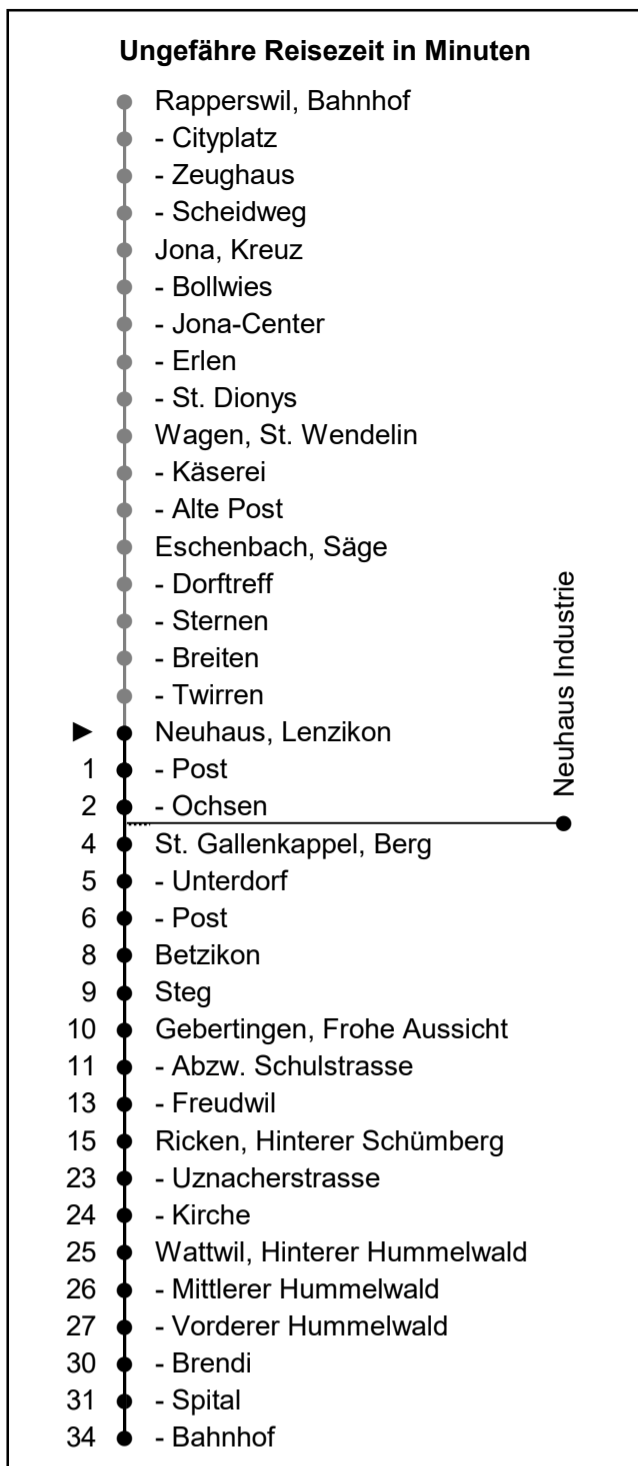 Ungefähre Reisezeit in Minuten
Rapperswil, Bahnhof
- Cityplatz
- Zeughaus
- Scheidweg
Jona, Kreuz
- Bollwies
- Jona-Center
- Erlen
- St. Dionys
Wagen, St. Wendelin
- Käserei
- Alte Post
Eschenbach, Säge
- Dorftreff
- Sternen
- Breiten
- Twirren
Neuhaus, Lenzikon
1 - Post
2 - Ochsen
Neuhaus Industrie
4 St. Gallenkappel, Berg
5 - Unterdorf
6 - Post
8 Betzikon
9 Steg
10 Gebertingen, Frohe Aussicht
11 - Abzw. Schulstrasse
13 - Freudwil
15 Ricken, Hinterer Schümberg
23 - Uznacherstrasse
24 - Kirche
25 Wattwil, Hinterer Hummelwald
26 - Mittlerer Hummelwald
27 - Vorderer Hummelwald
30 - Brendi
31 - Spital
34 - Bahnhof